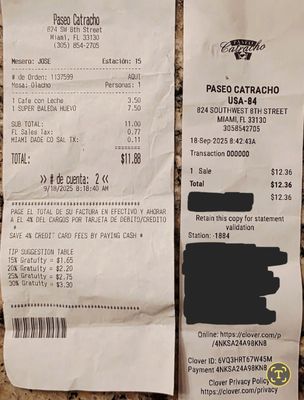 Paseo Catracho
824 SW 8th Street
Miami, FL 33130
(305) 854-2705
Mesero: JOSE Estación: 15
# de Orden: 1137599 AQUI
Mesa: Olacho Personas: 1
1 Cafe con Leche 3.50
1 SUPER BALEDA HUEVO 7.50
SUB TOTAL: 11.00
FL Sales Tax: 0.77
MIAMI DADE CO SAL TX: 0.11
TOTAL: $11.88
>> # de cuenta: 2 <<
9/18/2025 8:18:40 AM
PAGE EL TOTAL DE SU FACTURA EN EFECTIVO Y AHORRAR
EL 4% DEL CARGOS POR TARJETA DE DEBITO/CREDITO
SAVE 4% CREDIT CARD FEES BY PAYING CASH
TIP SUGGESTION TABLE
15% Gratuity = $1.65
20% Gratuity = $2.20
25% Gratuity = $2.75
30% Gratuity = $3.30
PASEO
Catracho
PASEO CATRACHO
USA-84
824 SOUTHWEST 8TH STREET
MIAMI, FL 33130
3058542705
18-Sep-2025 8:42:43A
Transaction 000000
1 Sale $12.36
Total $12.36
$12.36
Retain this copy for statement
validation
Station: -1884
Online: https://clover.com/p
/4NKSA24A98KN8
Clover ID: 6VQ3HRT67W45M
Payment 4NKSA24A98KN8
Clover Privacy Policy
https://clover.com/privacy